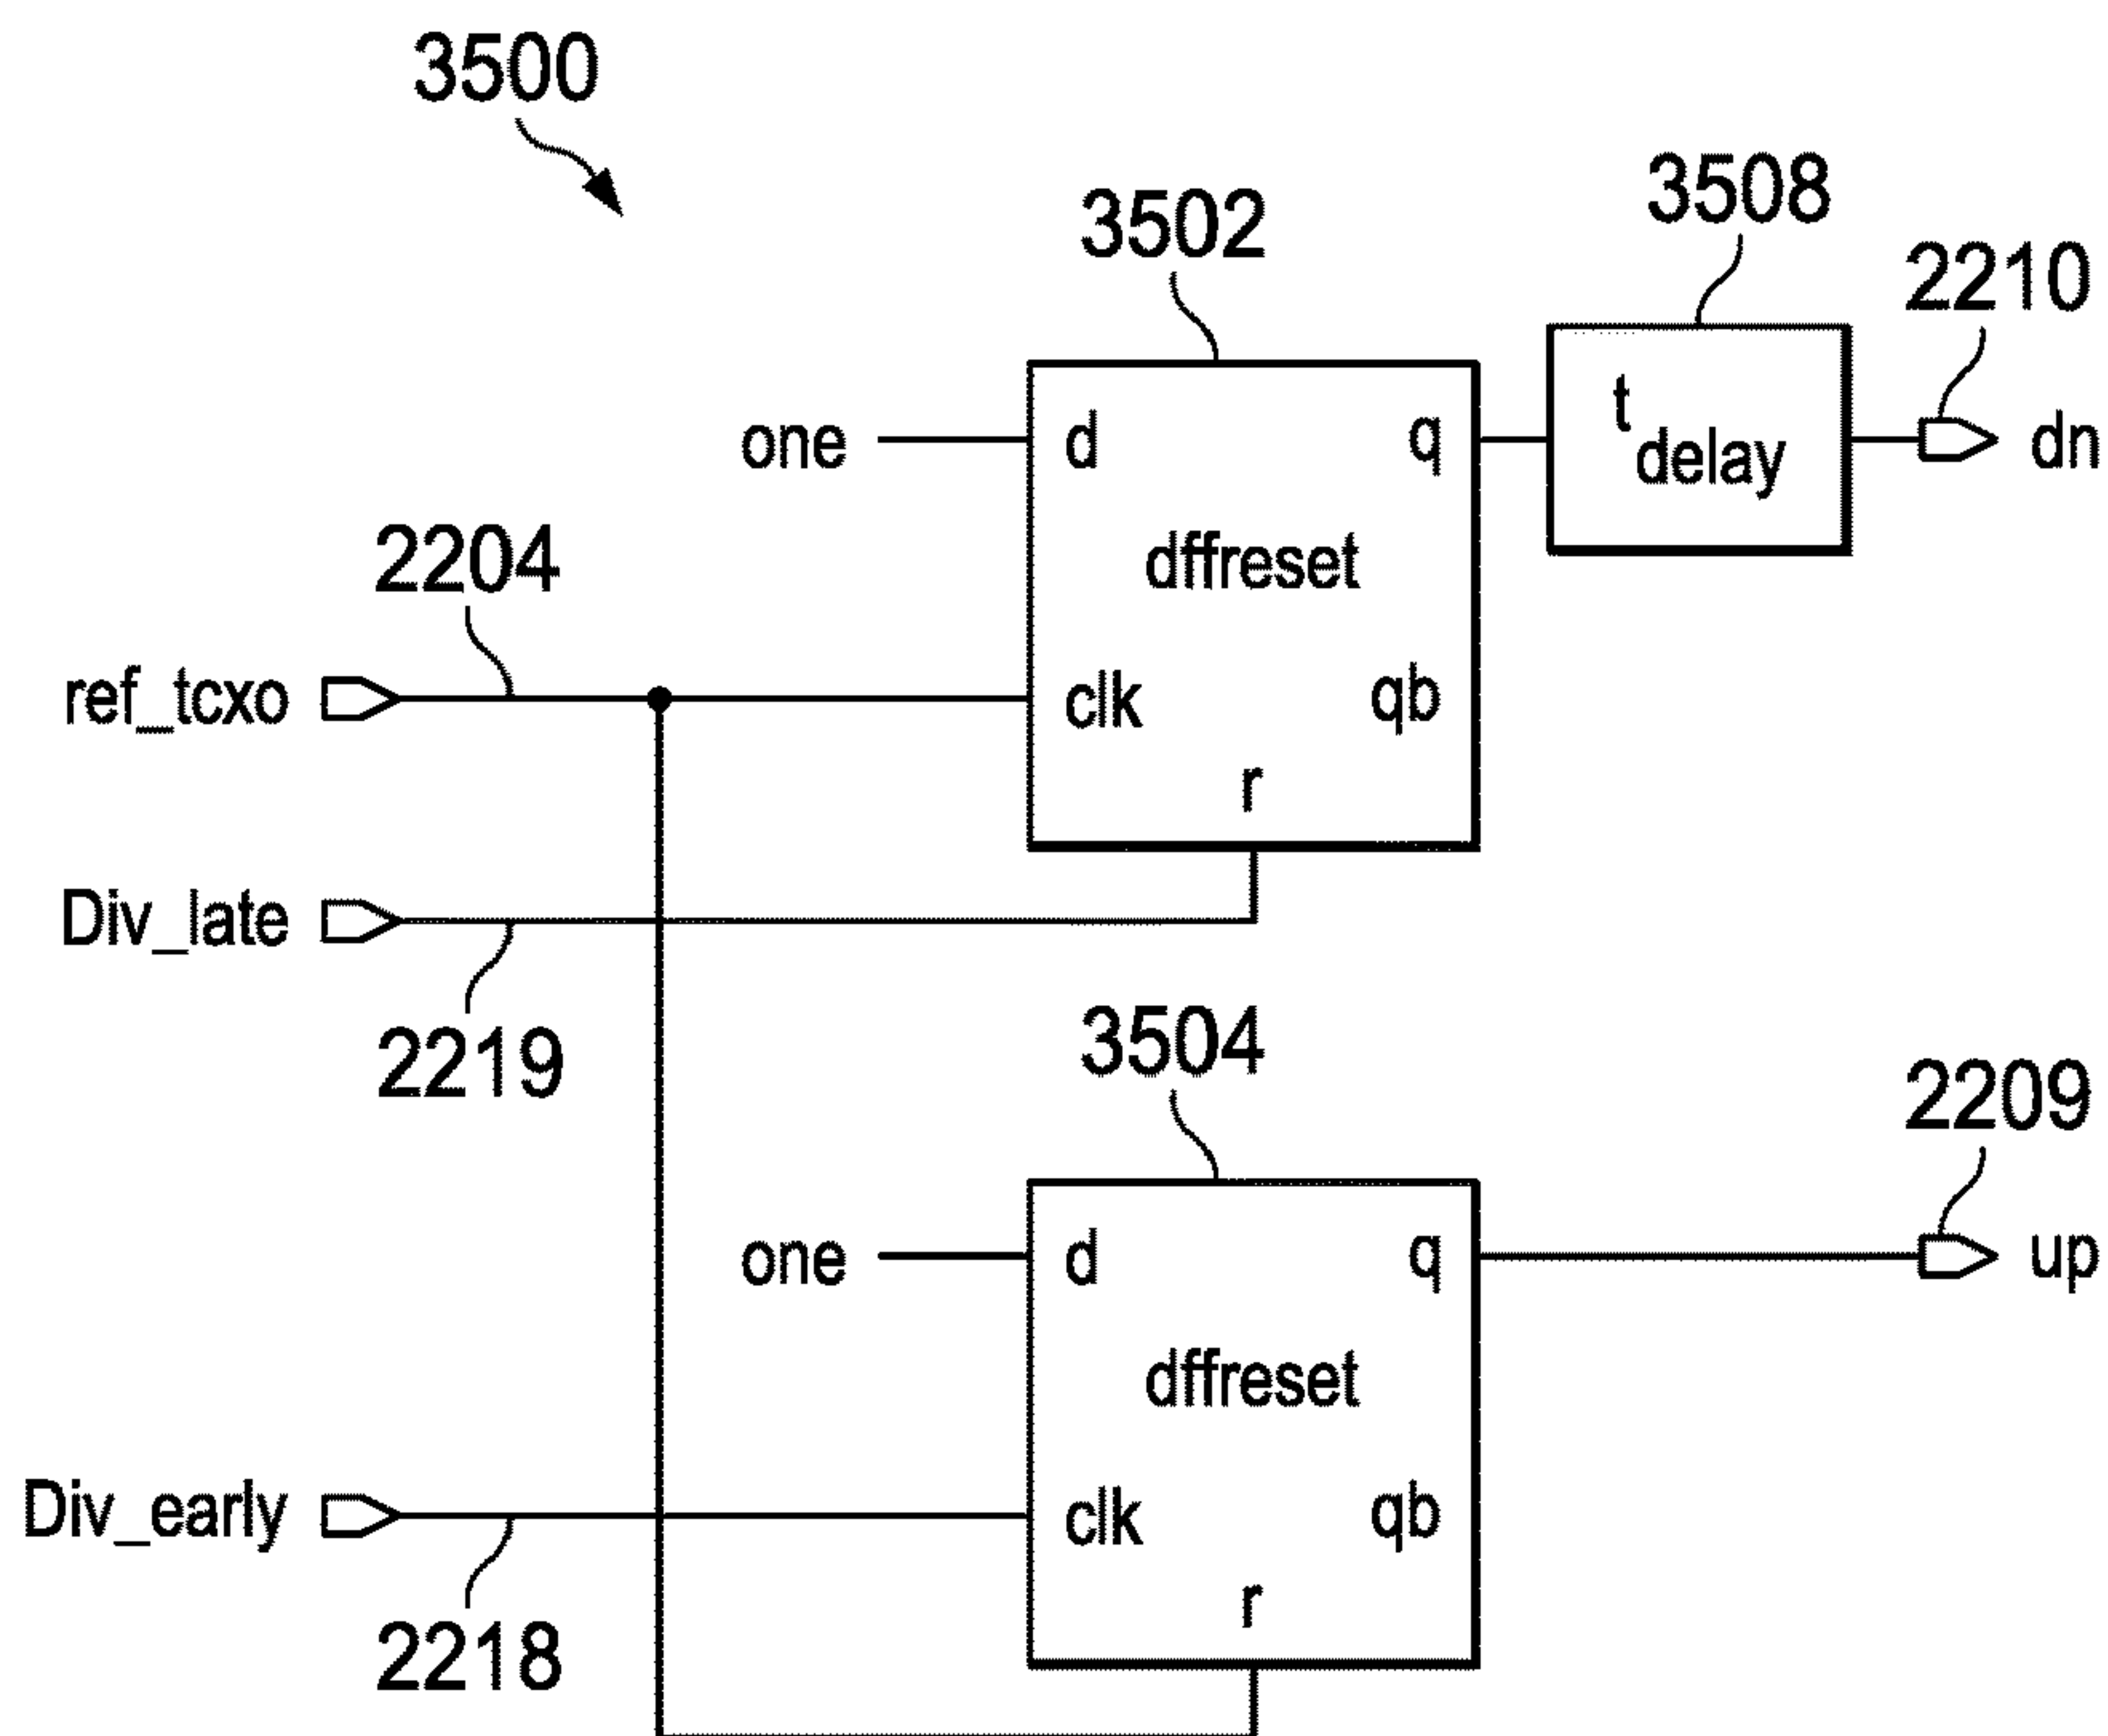 3500
3502
3508
2210
one
d
q
t
delay
dn
dffreset
2204
ref_tcxo
clk
qb
r
Div_late
2219
3504
2209
one
d
q
up
dffreset
Div_early
clk
qb
r
2218